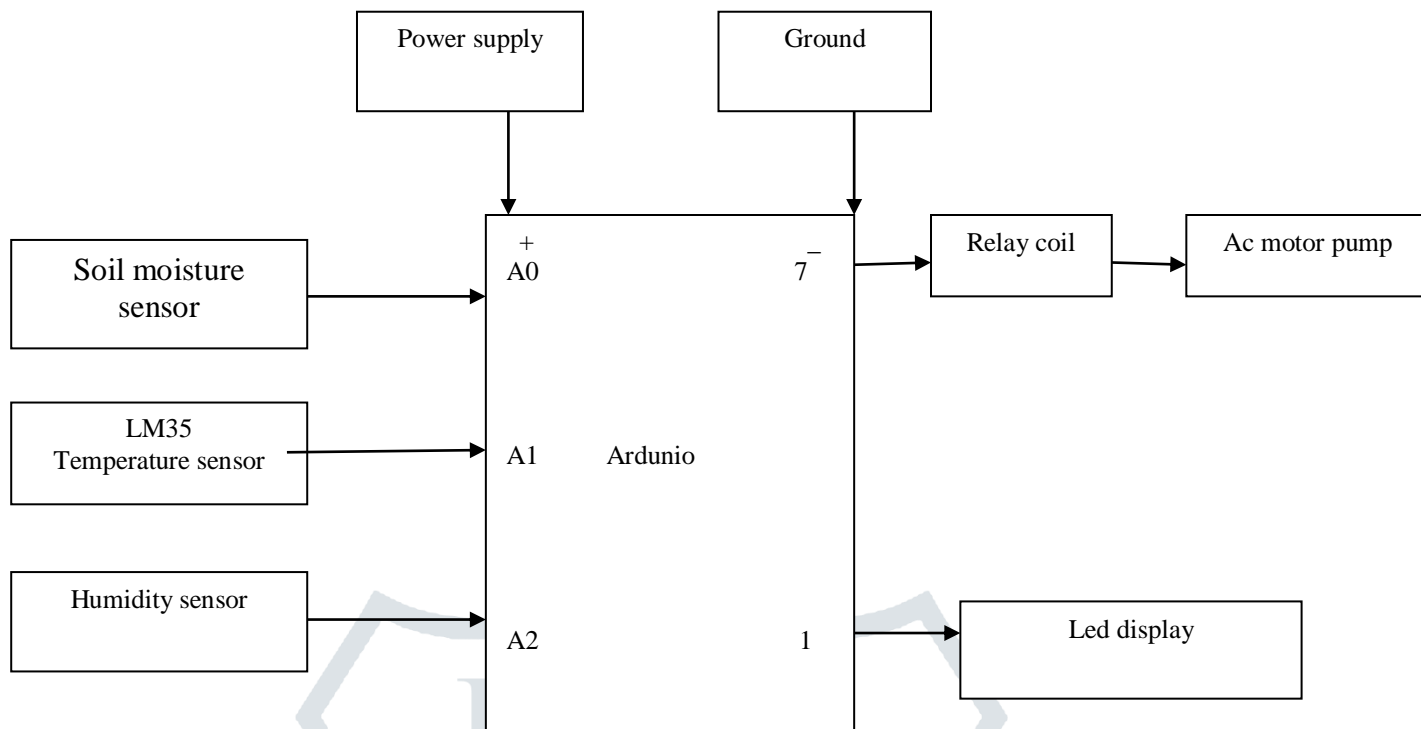 Power supply
Ground
+
A0
7
–
Relay coil
Ac motor pump
Soil moisture
sensor
LM35
Temperature sensor
A1
Ardunio
Humidity sensor
A2
1
Led display